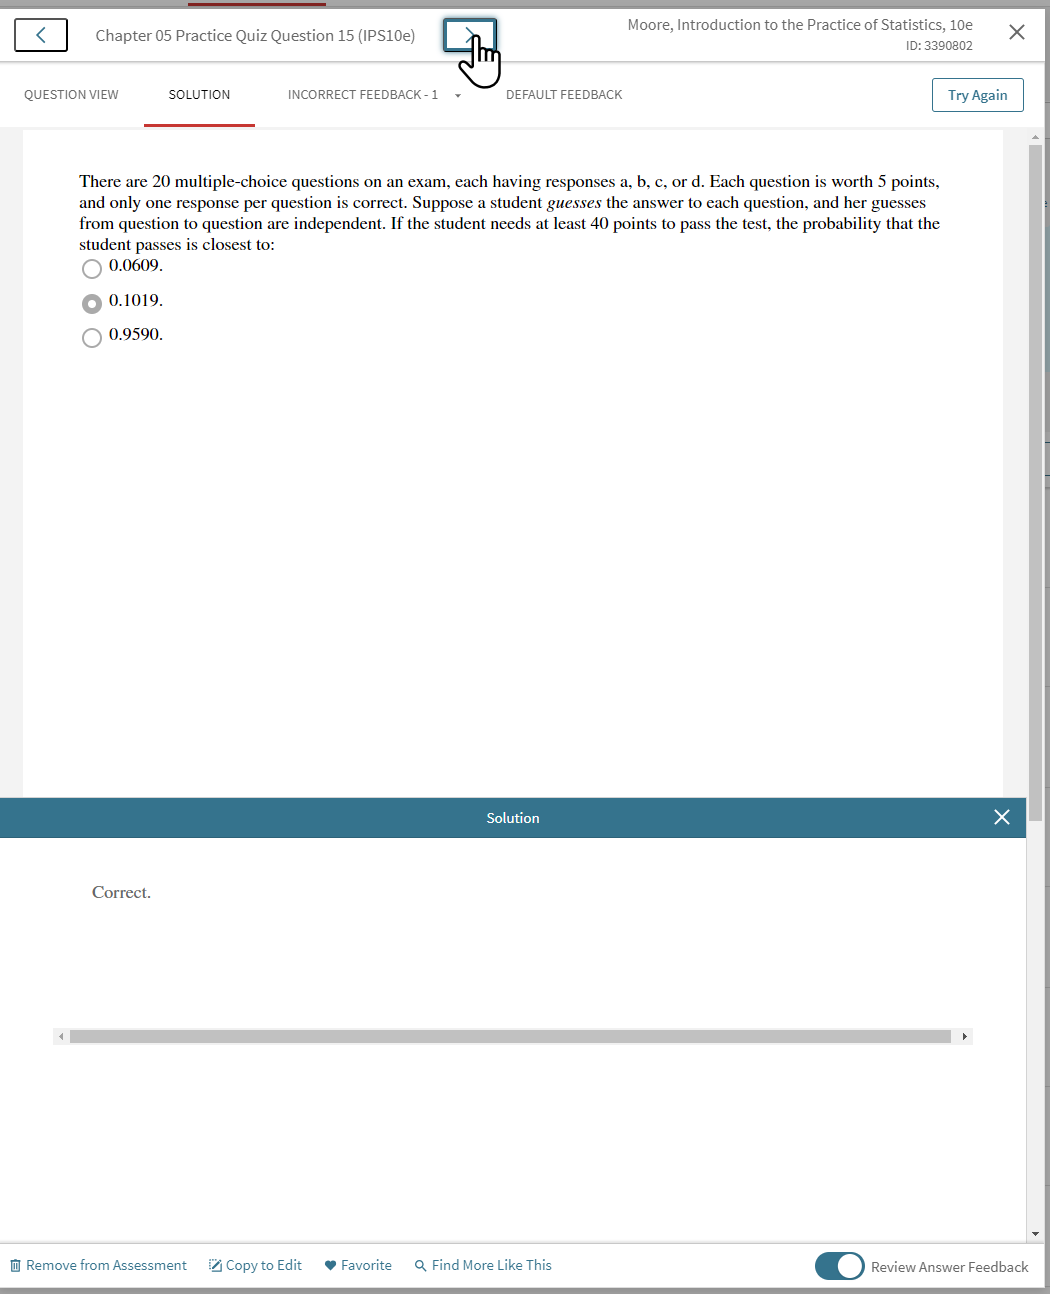 Chapter 05 Practice Quiz Question 15 (IPS10e)
Moore, Introduction to the Practice of Statistics, 10e
ID: 3390802
QUESTION VIEW
SOLUTION
INCORRECT FEEDBACK - 1
DEFAULT FEEDBACK
Try Again
There are 20 multiple-choice questions on an exam, each having responses a, b, c, or d. Each question is worth 5 points,
and only one response per question is correct. Suppose a student guesses the answer to each question, and her guesses
from question to question are independent. If the student needs at least 40 points to pass the test, the probability that the
student passes is closest to:
0.0609.
0.1019.
0.9590.
Solution
Correct.
Remove from Assessment
Copy to Edit
Favorite
Find More Like This
Review Answer Feedback